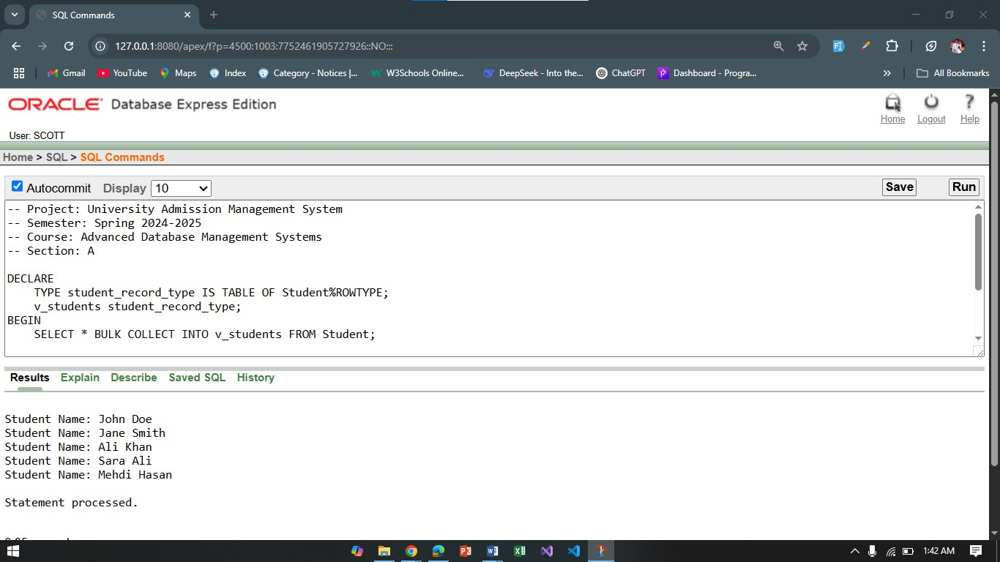 SQL Commands
127.0.0.1:8080/apex/f?p=4500:1003:7752461905727926::NO:::
Gmail YouTube Maps Index Category - Notices |... W3Schools Online... DeepSeek - Into the... ChatGPT Dashboard - Progra... » All Bookmarks
ORACLE Database Express Edition
Home Logout Help
User: SCOTT
Home > SQL > SQL Commands
Autocommit Display 10 Save Run
-- Project: University Admission Management System
-- Semester: Spring 2024-2025
-- Course: Advanced Database Management Systems
-- Section: A
DECLARE
TYPE student_record_type IS TABLE OF Student%ROWTYPE;
v_students student_record_type;
BEGIN
SELECT * BULK COLLECT INTO v_students FROM Student;
Results Explain Describe Saved SQL History
Student Name: John Doe
Student Name: Jane Smith
Student Name: Ali Khan
Student Name: Sara Ali
Student Name: Mehdi Hasan
Statement processed.
1:42 AM